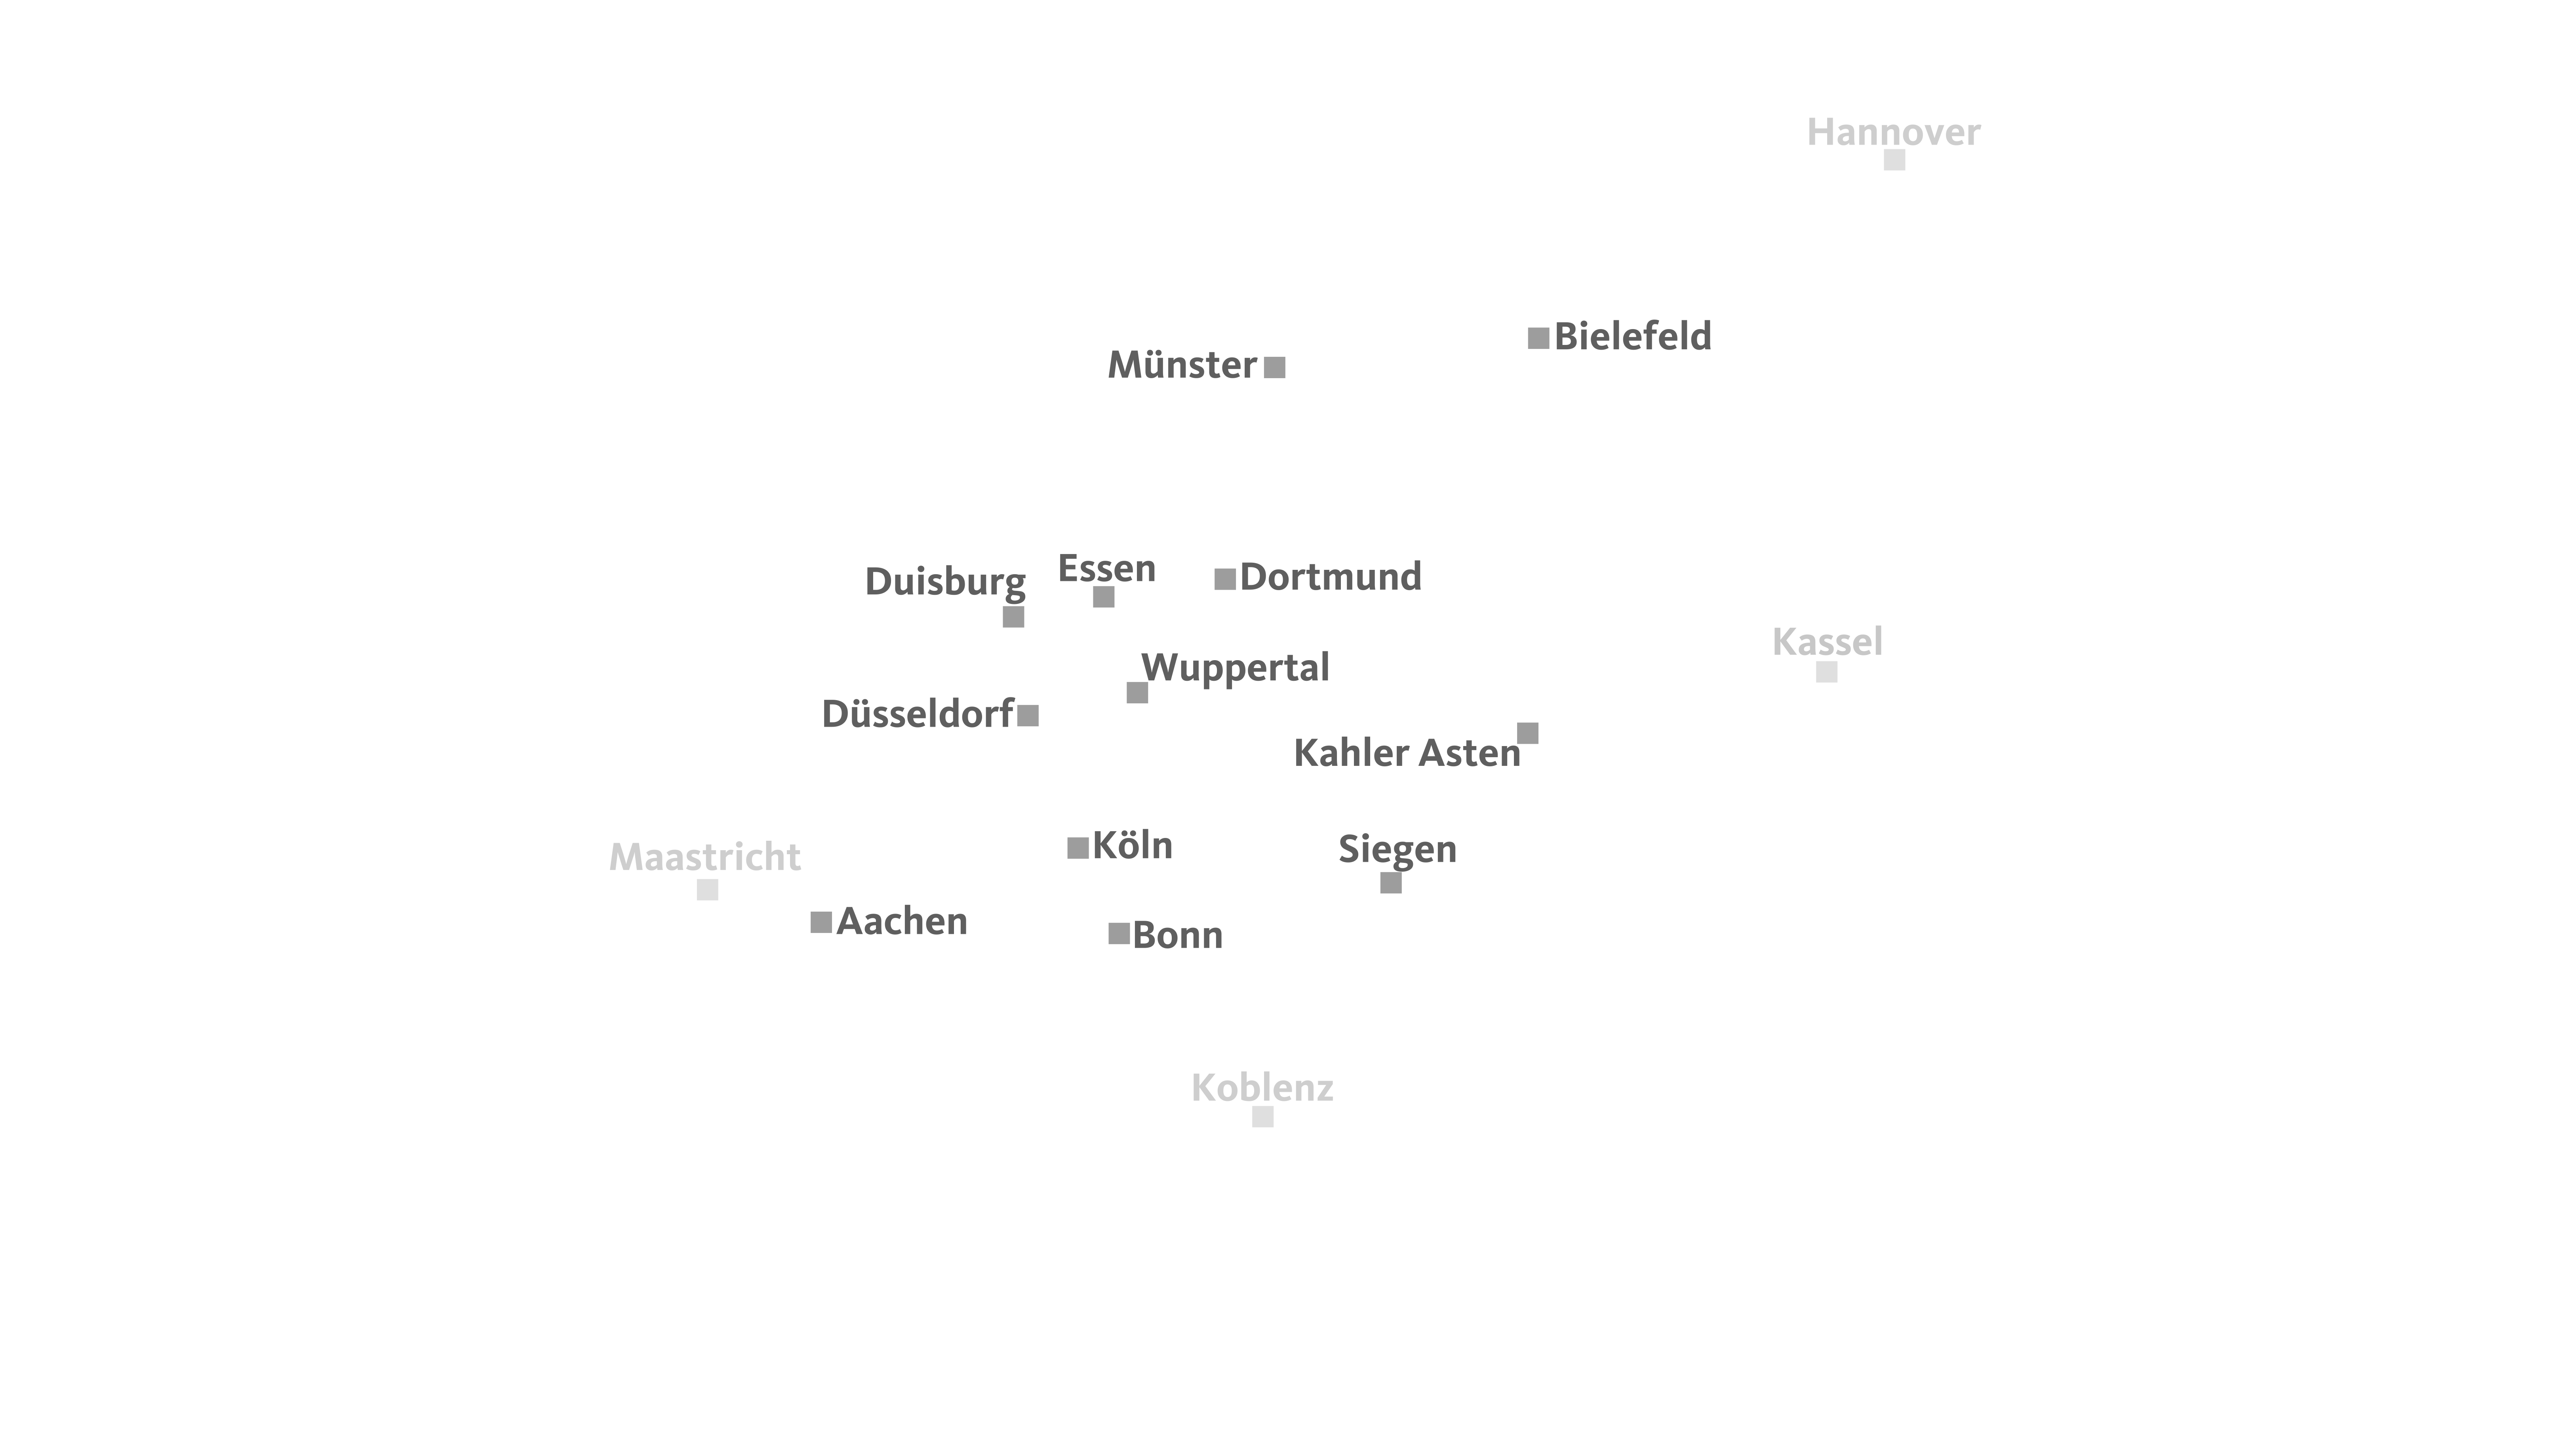 Hannover
Bielefeld
Münster
Essen
Dortmund
Duisburg
Kassel
Wuppertal
Düsseldorf
Kahler Asten
Köln
Siegen
Maastricht
Aachen
Bonn
Koblenz